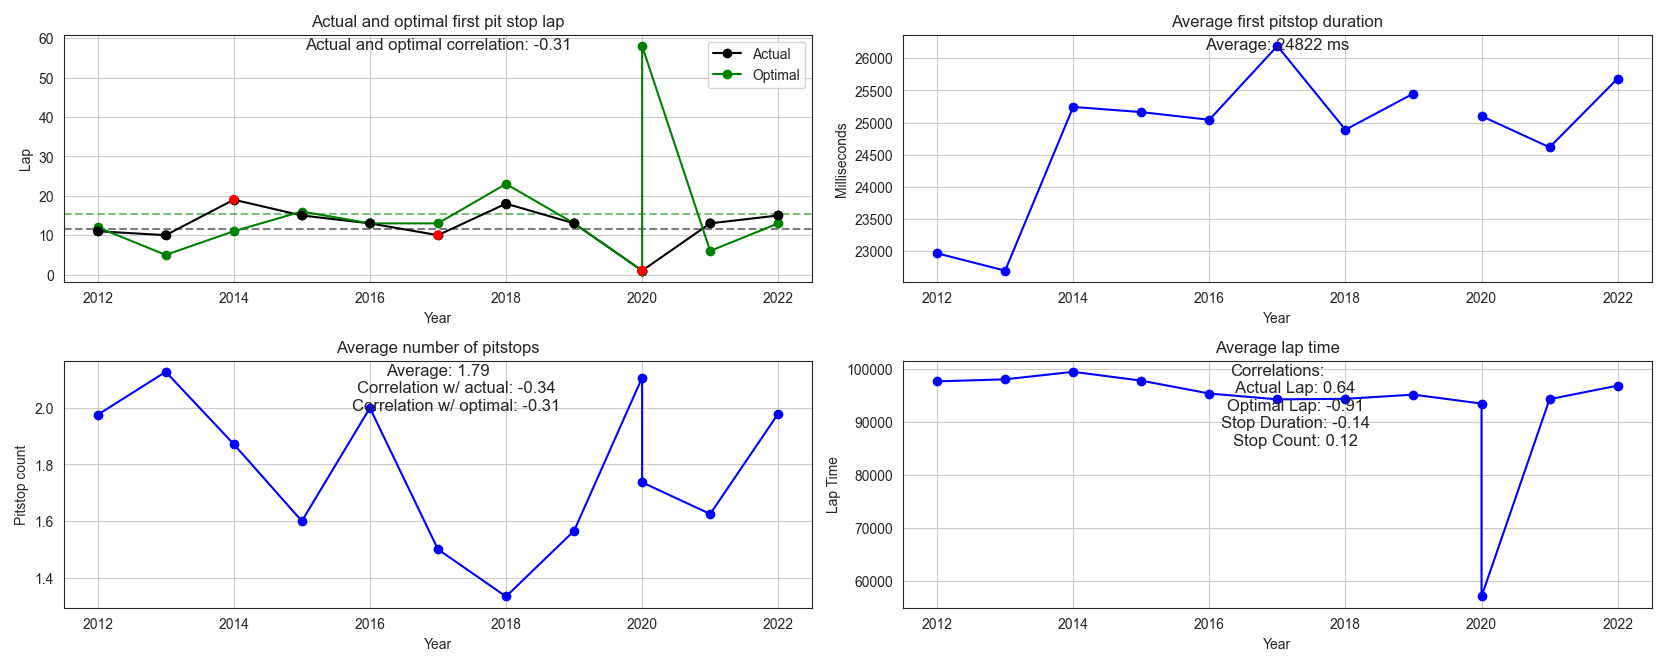 Actual and optimal first pit stop lap
Actual and optimal correlation: -0.31
Actual
Optimal
Lap
60
50
40
30
20
10
0
2012 2014 2016 2018 2020 2022
Year
Average first pitstop duration
Average: 24822 ms
Milliseconds
26000
25500
25000
24500
24000
23500
23000
2012 2014 2016 2018 2020 2022
Year
Average number of pitstops
Average: 1.79
Correlation w/ actual: -0.34
Correlation w/ optimal: -0.31
Pitstop count
2.0
1.8
1.6
1.4
2012 2014 2016 2018 2020 2022
Year
Average lap time
Correlations:
Actual Lap: 0.64
Optimal Lap: -0.91
Stop Duration: -0.14
Stop Count: 0.12
Lap Time
100000
90000
80000
70000
60000
2012 2014 2016 2018 2020 2022
Year